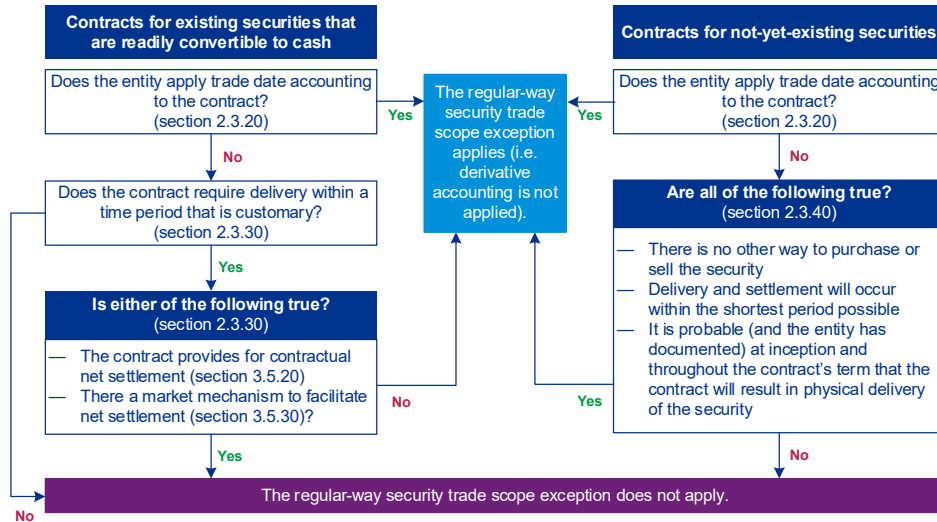 Contracts for existing securities that
are readily convertible to cash
Does the entity apply trade date accounting
to the contract?
(section 2.3.20)
Yes
No
Does the contract require delivery within a
time period that is customary?
(section 2.3.30)
Yes
Is either of the following true?
(section 2.3.30)
— The contract provides for contractual
net settlement (section 3.5.20)
— There a market mechanism to facilitate
net settlement (section 3.5.30)?
No
Yes
No
The regular-way
security trade
scope exception
applies (i.e.
derivative
accounting is not
applied).
Contracts for not-yet-existing securities
Does the entity apply trade date accounting
to the contract?
(section 2.3.20)
Yes
No
Are all of the following true?
(section 2.3.40)
— There is no other way to purchase or
sell the security
— Delivery and settlement will occur
within the shortest period possible
— It is probable (and the entity has
documented) at inception and
throughout the contract's term that the
contract will result in physical delivery
of the security
Yes
No
The regular-way security trade scope exception does not apply.